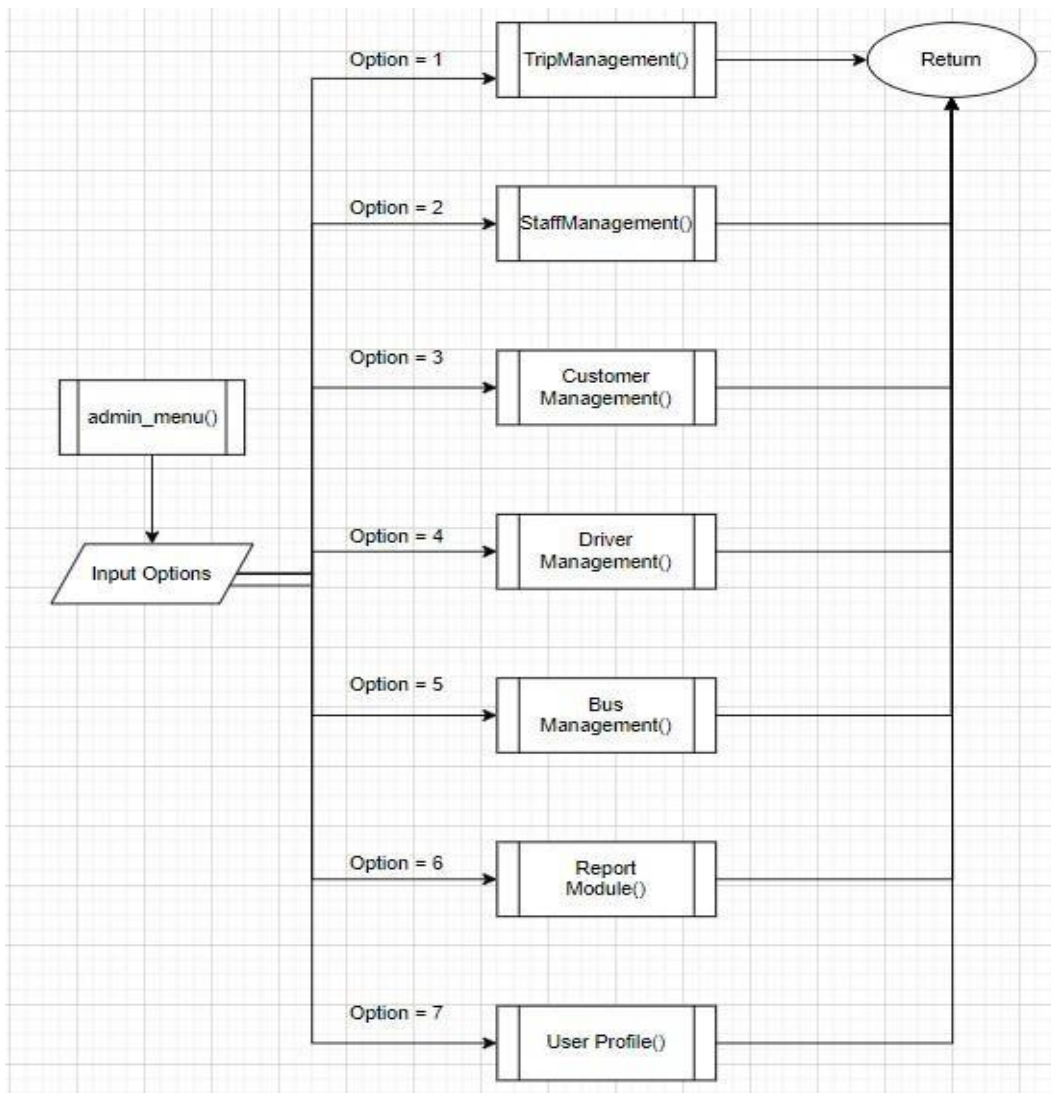 Option = 1
TripManagement()
Return
Option = 2
StaffManagement()
Option = 3
Customer
Management()
admin_menu()
Option = 4
Driver
Management()
Input Options
Option = 5
Bus
Management()
Option = 6
Report
Module()
Option = 7
User Profile()